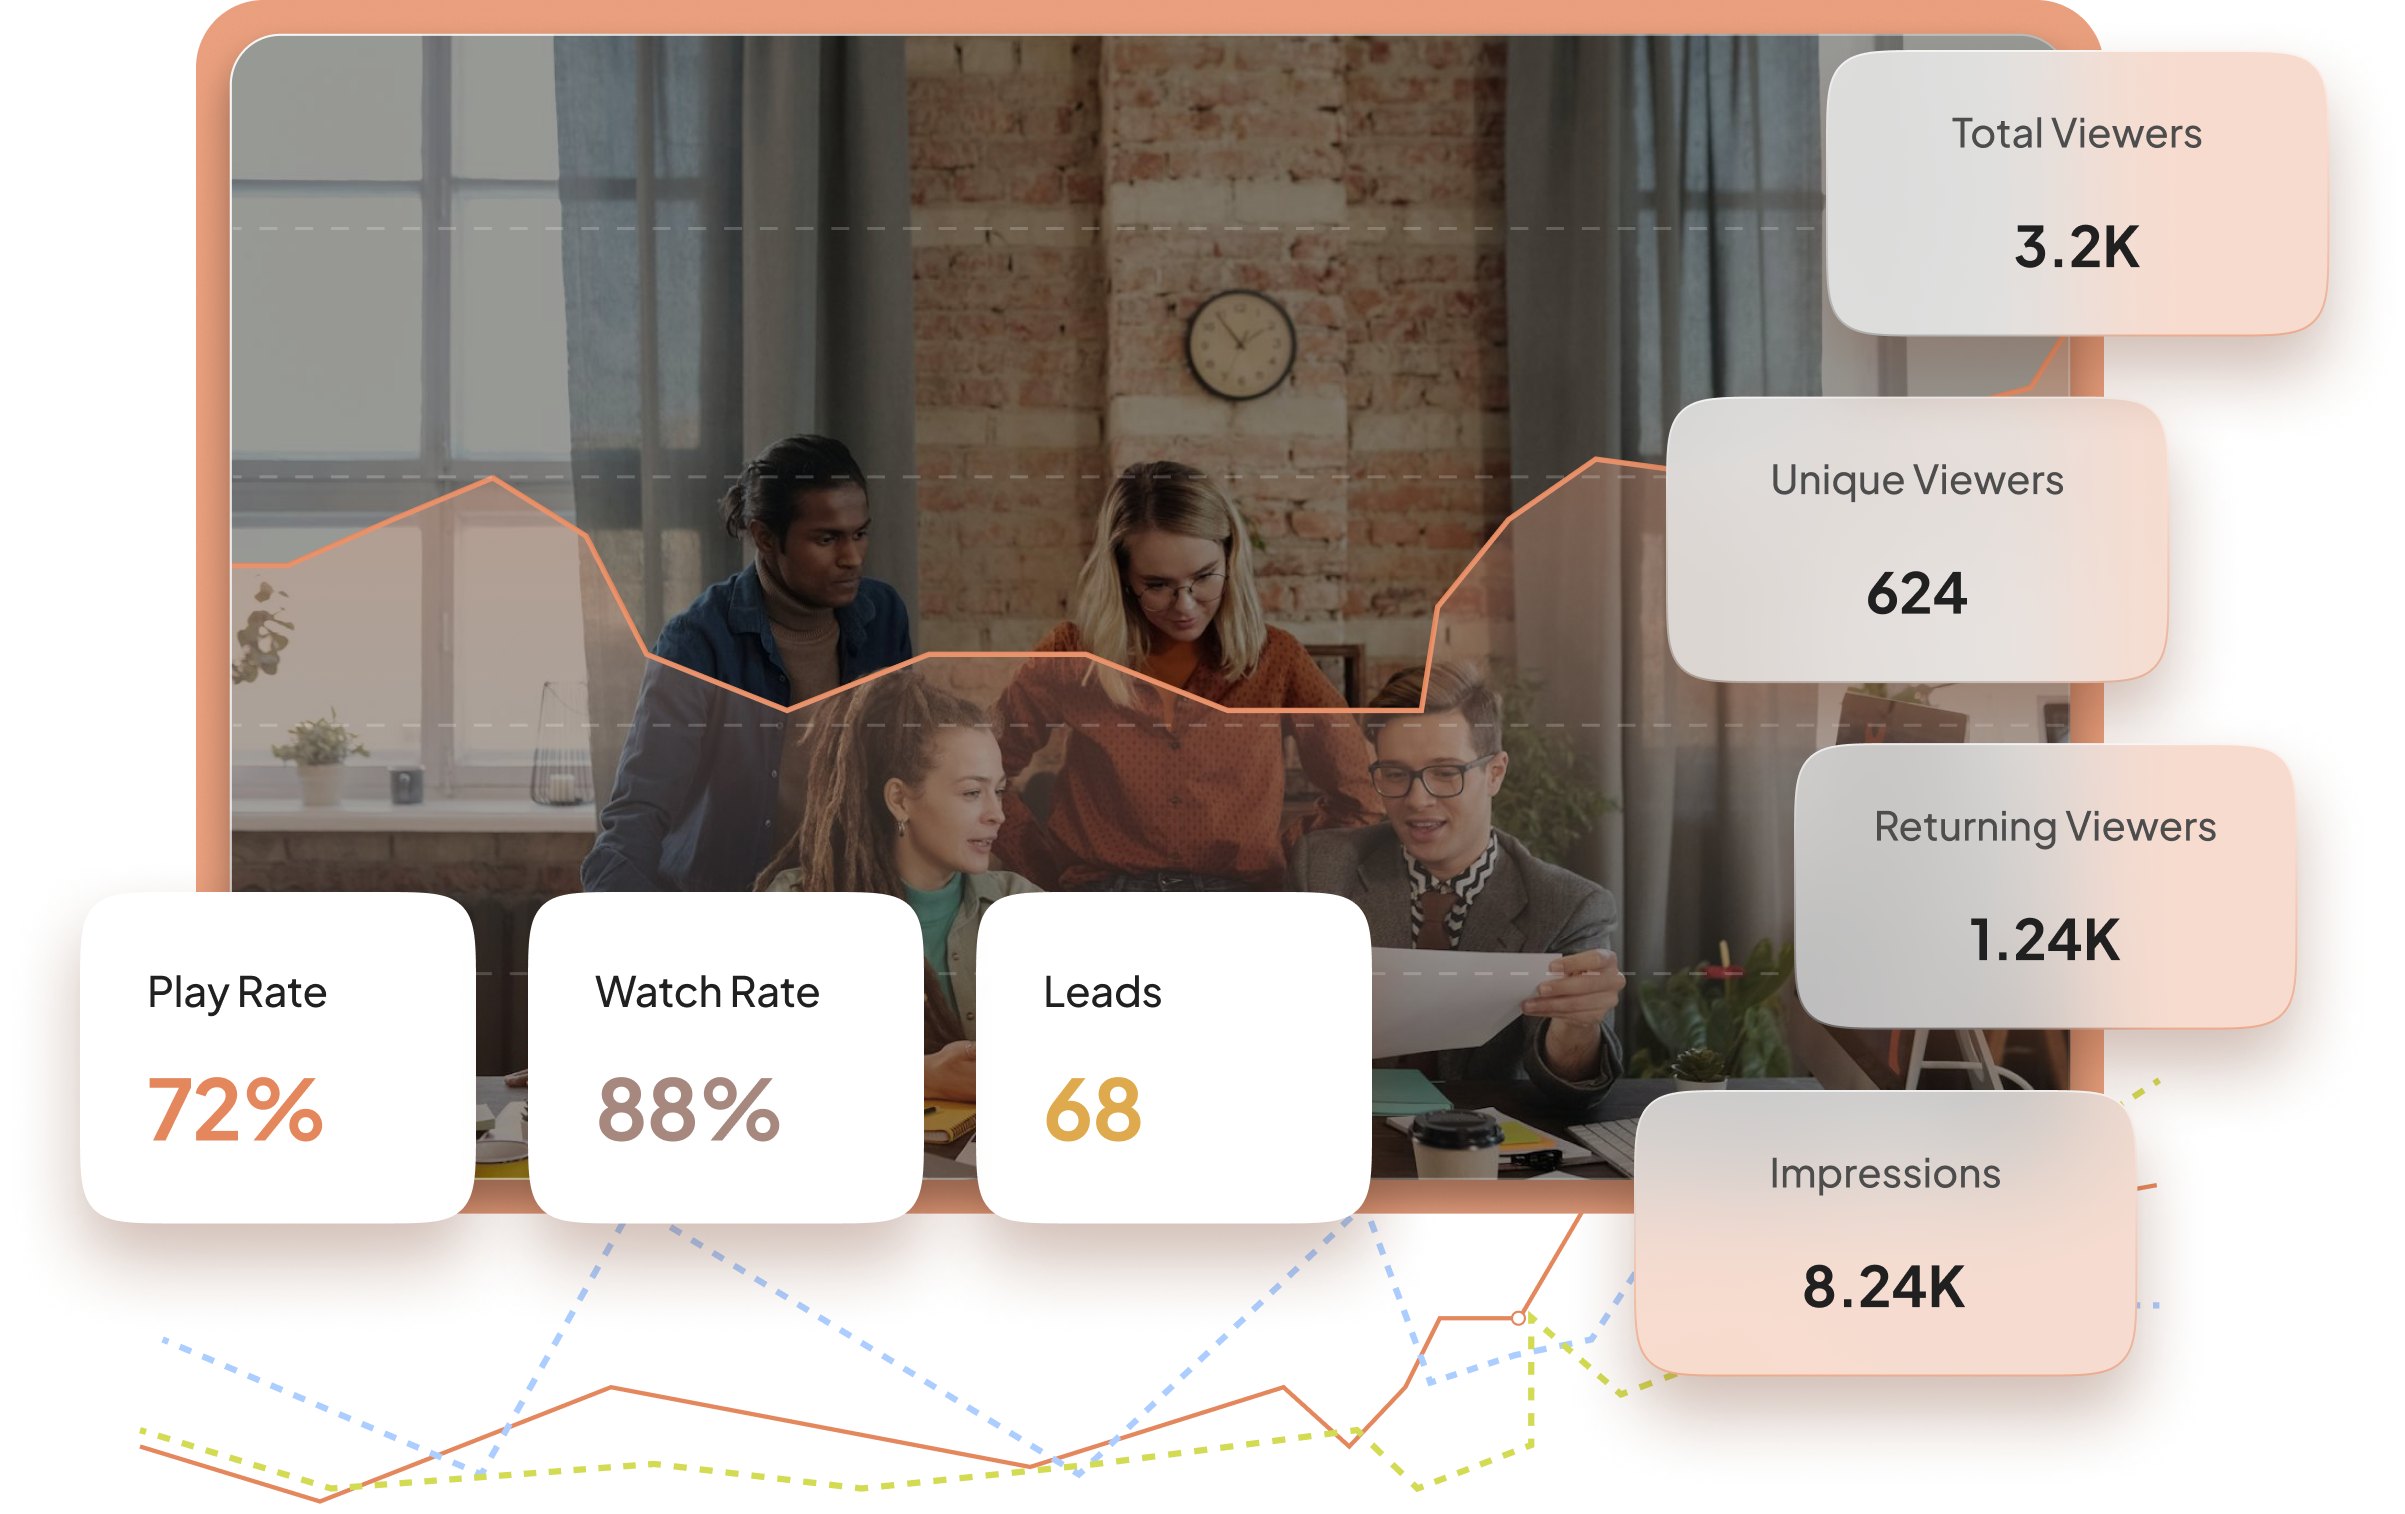 Total Viewers
3.2K
Unique Viewers
624
Returning Viewers
1.24K
Play Rate
72%
Watch Rate
88%
Leads
68
Impressions
8.24K